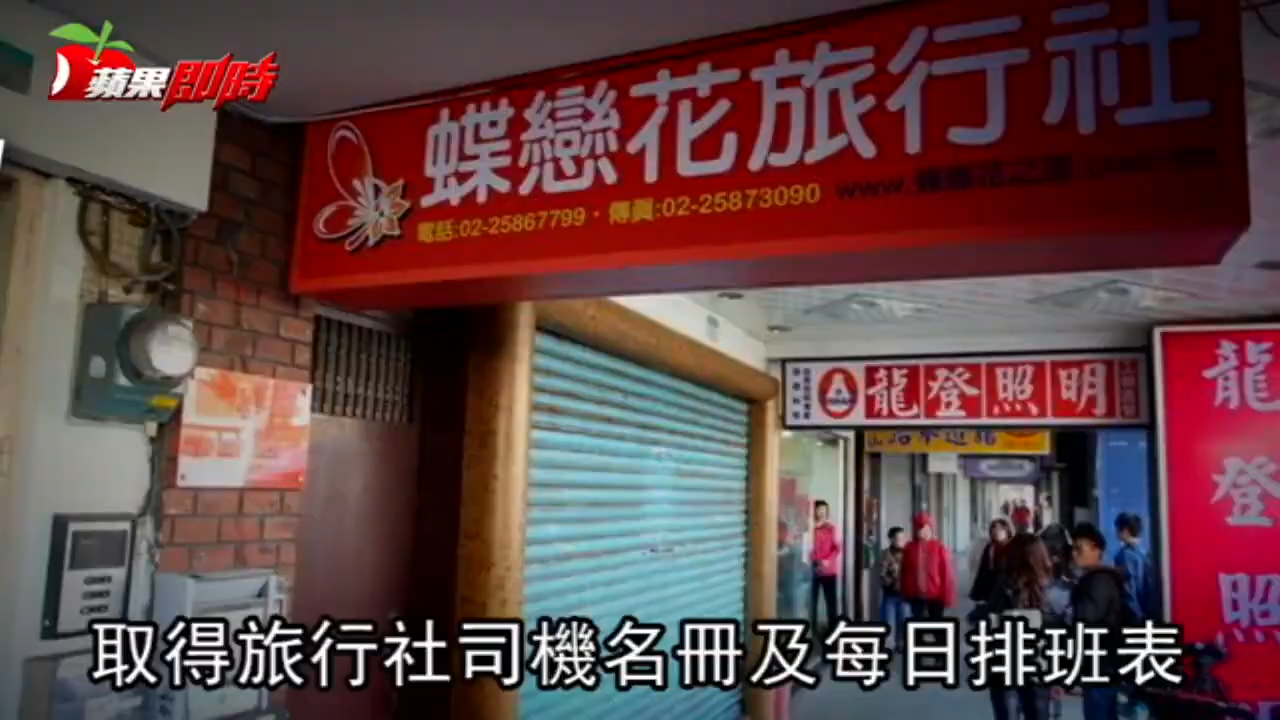 蘋果即時
蝶戀花旅行社
電話:02-25867799・傳真:02-25873090
龍登照明
龍登照
取得旅行社司機名冊及每日排班表